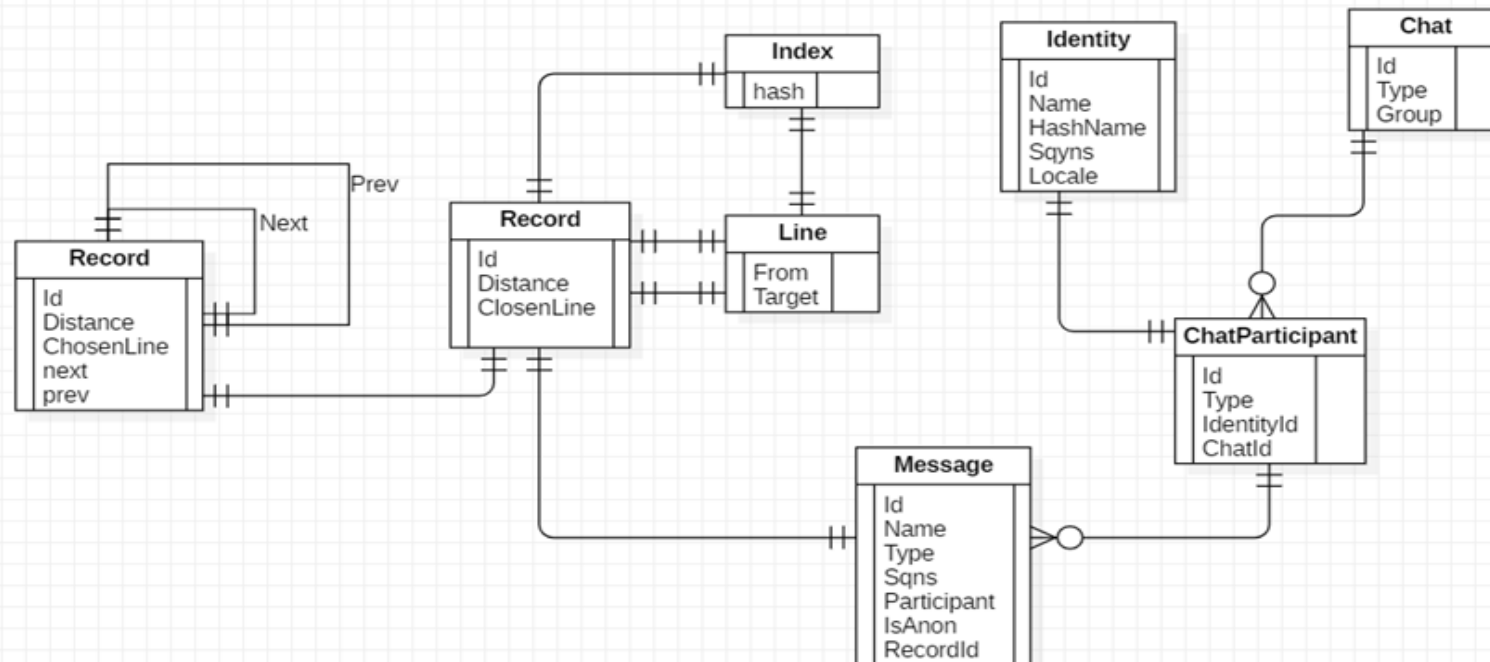 Prev
Next
Record
Id
Distance
ChosenLine
next
prev
Record
Id
Distance
ClosenLine
Index
hash
Line
From
Target
Identity
Id
Name
HashName
Sqyns
Locale
Chat
Id
Type
Group
ChatParticipant
Id
Type
IdentityId
ChatId
Message
Id
Name
Type
Sqns
Participant
IsAnon
RecordId